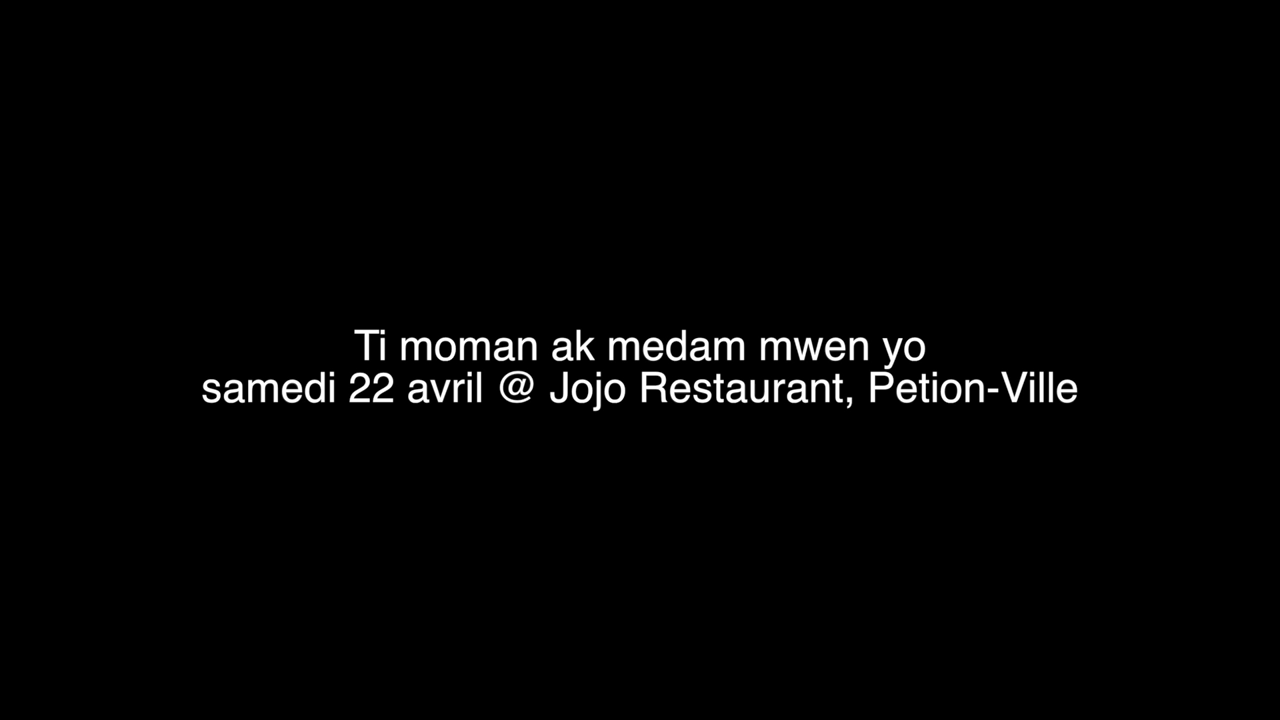 Ti moman ak medam mwen yo
samedi 22 avril @ Jojo Restaurant, Petion-Ville